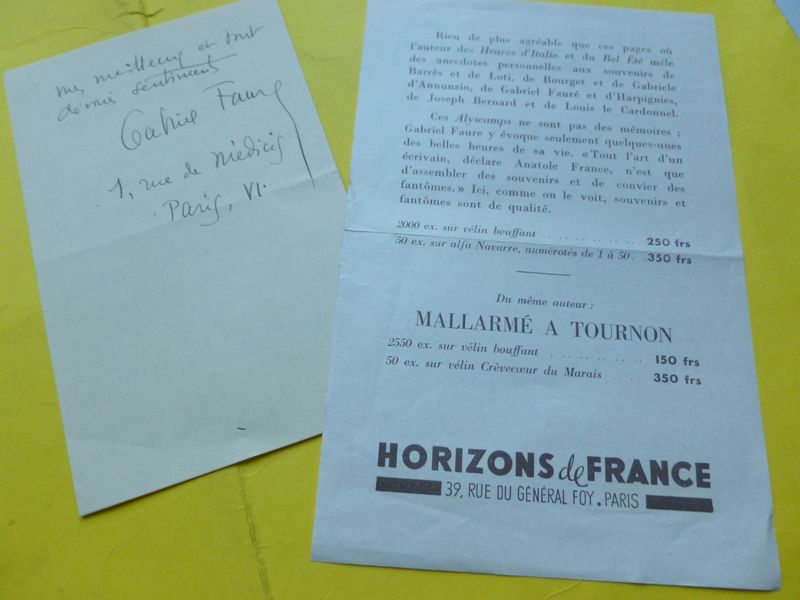 mes meilleurs et tout
dévoués sentiments
Gabriel Faure
1, rue de Médicis
Paris, VI.
Rien de plus agréable que ces pages où
l'auteur des Heures d'Italie et du Bel Été mêle
des anecdotes personnelles aux souvenirs de
Barrès et de Loti, de Bourget et de Gabriele
d'Annunzio, de Gabriel Fauré et d'Harpignies,
de Joseph Bernard et de Louis le Cardonnel.
Ces Alyscamps ne sont pas des mémoires ;
Gabriel Faure y évoque seulement quelques-unes
des belles heures de sa vie. « Tout l'art d'un
écrivain, déclare Anatole France, n'est que
d'assembler des souvenirs et de convier des
fantômes. » Ici, comme on le voit, souvenirs et
fantômes sont de qualité.
2000 ex. sur vélin bouffant .......... 250 frs
50 ex. sur alfa Navarre, numérotés de 1 à 50. . 350 frs
Du même auteur :
MALLARMÉ A TOURNON
2550 ex. sur vélin bouffant .......... 150 frs
50 ex. sur vélin Crèvecœur du Marais .... 350 frs
HORIZONS de FRANCE
39, RUE DU GÉNÉRAL FOY. PARIS